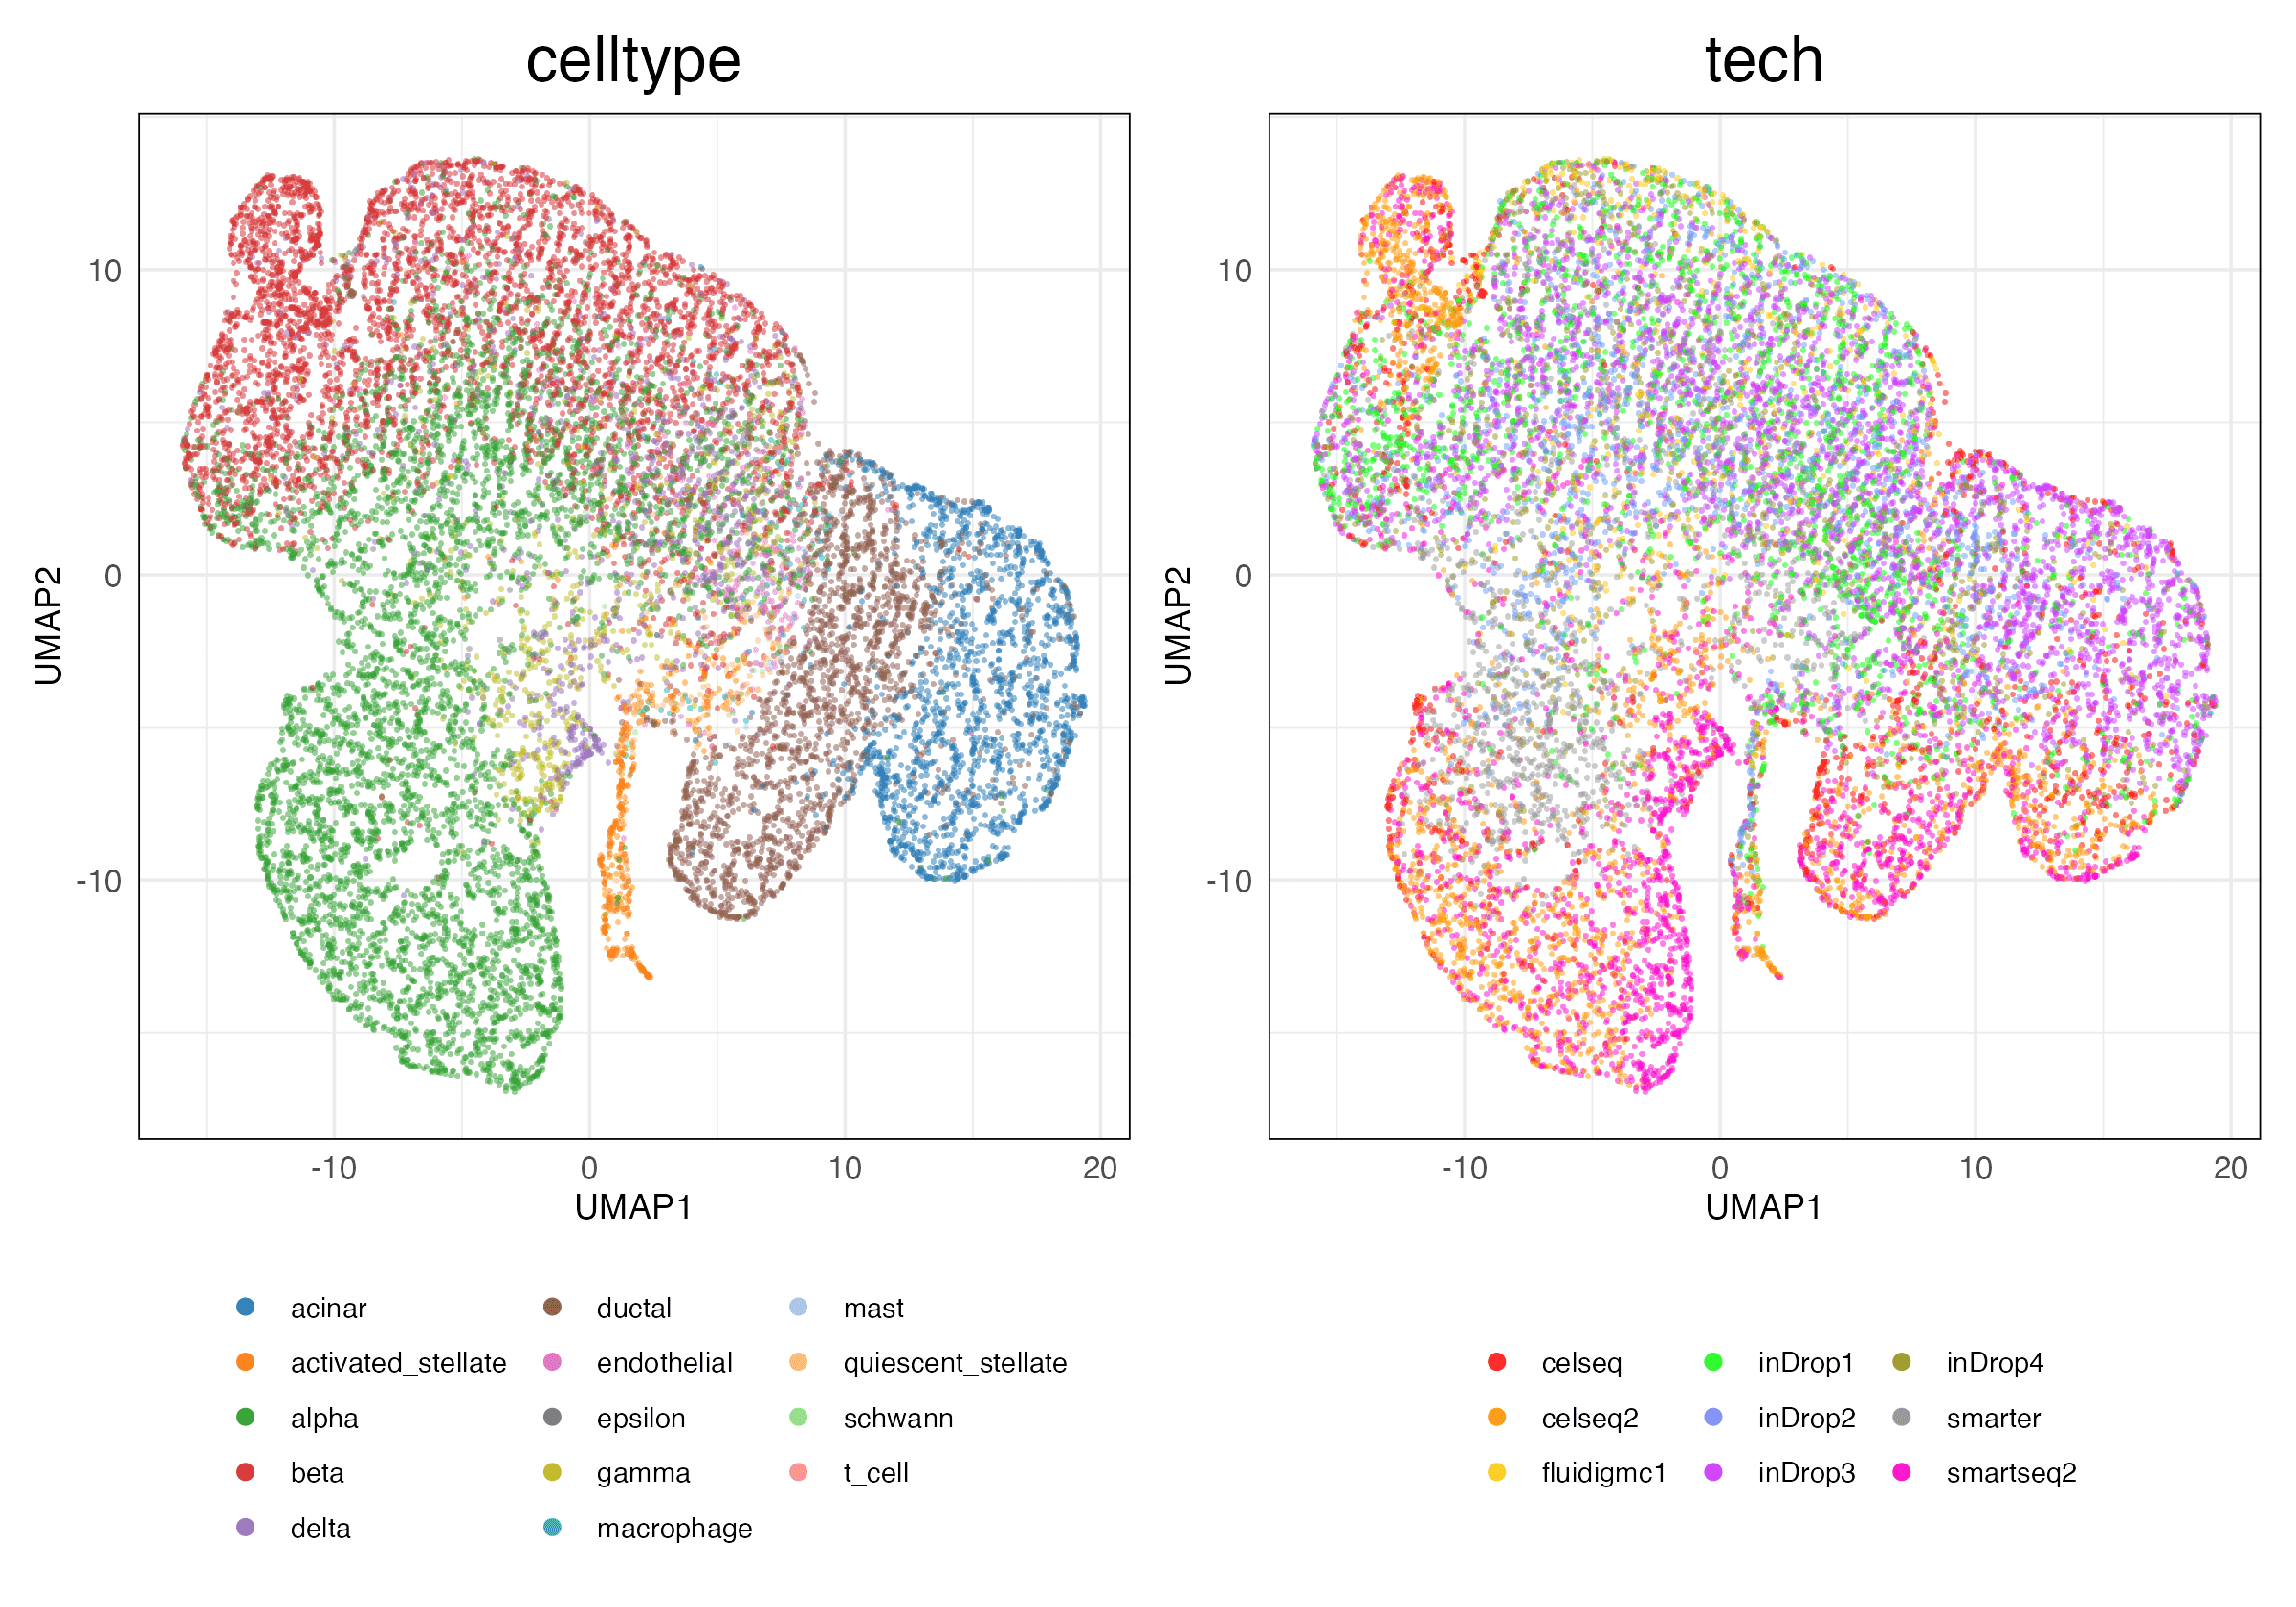 celltype
tech
10
0
-10
UMAP2
-10
0
10
20
UMAP1
10
0
-10
UMAP2
-10
0
10
20
UMAP1
acinar
activated_stellate
alpha
beta
delta
ductal
endothelial
epsilon
gamma
macrophage
mast
quiescent_stellate
schwann
t_cell
celseq
celseq2
fluidigmc1
inDrop1
inDrop2
inDrop3
inDrop4
smarter
smartseq2